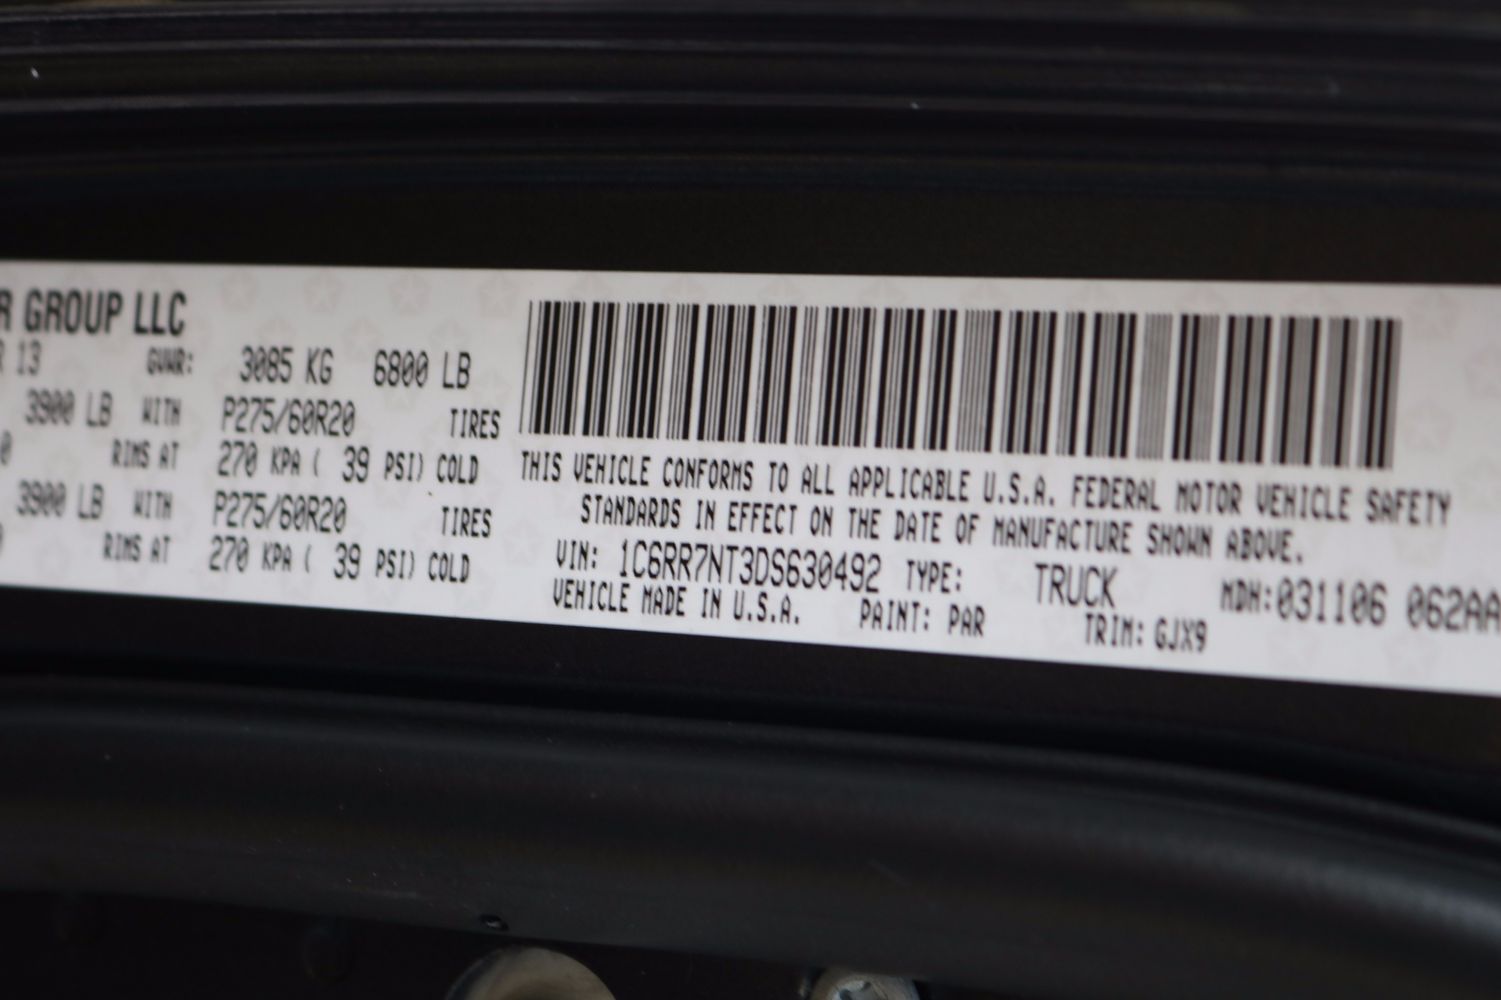 R GROUP LLC
R 13 GVWR: 3085 KG 6800 LB
3900 LB WITH P275/60R20 TIRES
0 RIMS AT 270 KPA ( 39 PSI) COLD
3900 LB WITH P275/60R20 TIRES
RIMS AT 270 KPA ( 39 PSI) COLD
THIS VEHICLE CONFORMS TO ALL APPLICABLE U.S.A. FEDERAL MOTOR VEHICLE SAFETY
STANDARDS IN EFFECT ON THE DATE OF MANUFACTURE SHOWN ABOVE.
VIN: 1C6RR7NT3DS630492 TYPE: TRUCK MDH:031106 062AA
VEHICLE MADE IN U.S.A. PAINT: PAR TRIM: GJX9